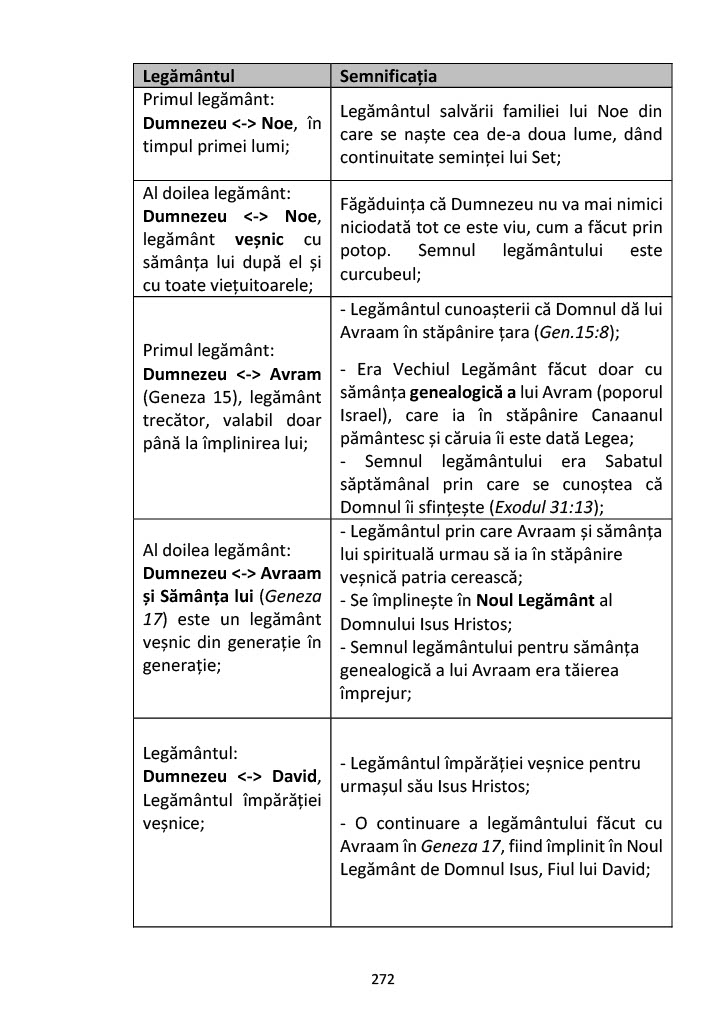 Legământul
Semnificația
Primul legământ:
Dumnezeu <-> Noe, în
timpul primei lumi;
Legământul salvării familiei lui Noe din
care se naște cea de-a doua lume, dând
continuitate seminței lui Set;
Al doilea legământ:
Dumnezeu <-> Noe,
legământ veșnic cu
sămânța lui după el și
cu toate viețuitoarele;
Făgăduința că Dumnezeu nu va mai nimici
niciodată tot ce este viu, cum a făcut prin
potop. Semnul legământului este
curcubeul;
Primul legământ:
Dumnezeu <-> Avram
(Geneza 15), legământ
trecător, valabil doar
până la împlinirea lui;
- Legământul cunoașterii că Domnul dă lui
Avraam în stăpânire țara (Gen.15:8);
- Era Vechiul Legământ făcut doar cu
sămânța genealogică a lui Avram (poporul
Israel), care ia în stăpânire Canaanul
pământesc și căruia îi este dată Legea;
- Semnul legământului era Sabatul
săptămânal prin care se cunoștea că
Domnul îi sfințește (Exodul 31:13);
Al doilea legământ:
Dumnezeu <-> Avraam
și Sămânța lui (Geneza
17) este un legământ
veșnic din generație în
generație;
- Legământul prin care Avraam și sămânța
lui spirituală urmau să ia în stăpânire
veșnică patria cerească;
- Se împlinește în Noul Legământ al
Domnului Isus Hristos;
- Semnul legământului pentru sămânța
genealogică a lui Avraam era tăierea
împrejur;
Legământul:
Dumnezeu <-> David,
Legământul împărăției
veșnice;
- Legământul împărăției veșnice pentru
urmașul său Isus Hristos;
- O continuare a legământului făcut cu
Avraam în Geneza 17, fiind împlinit în Noul
Legământ de Domnul Isus, Fiul lui David;
272